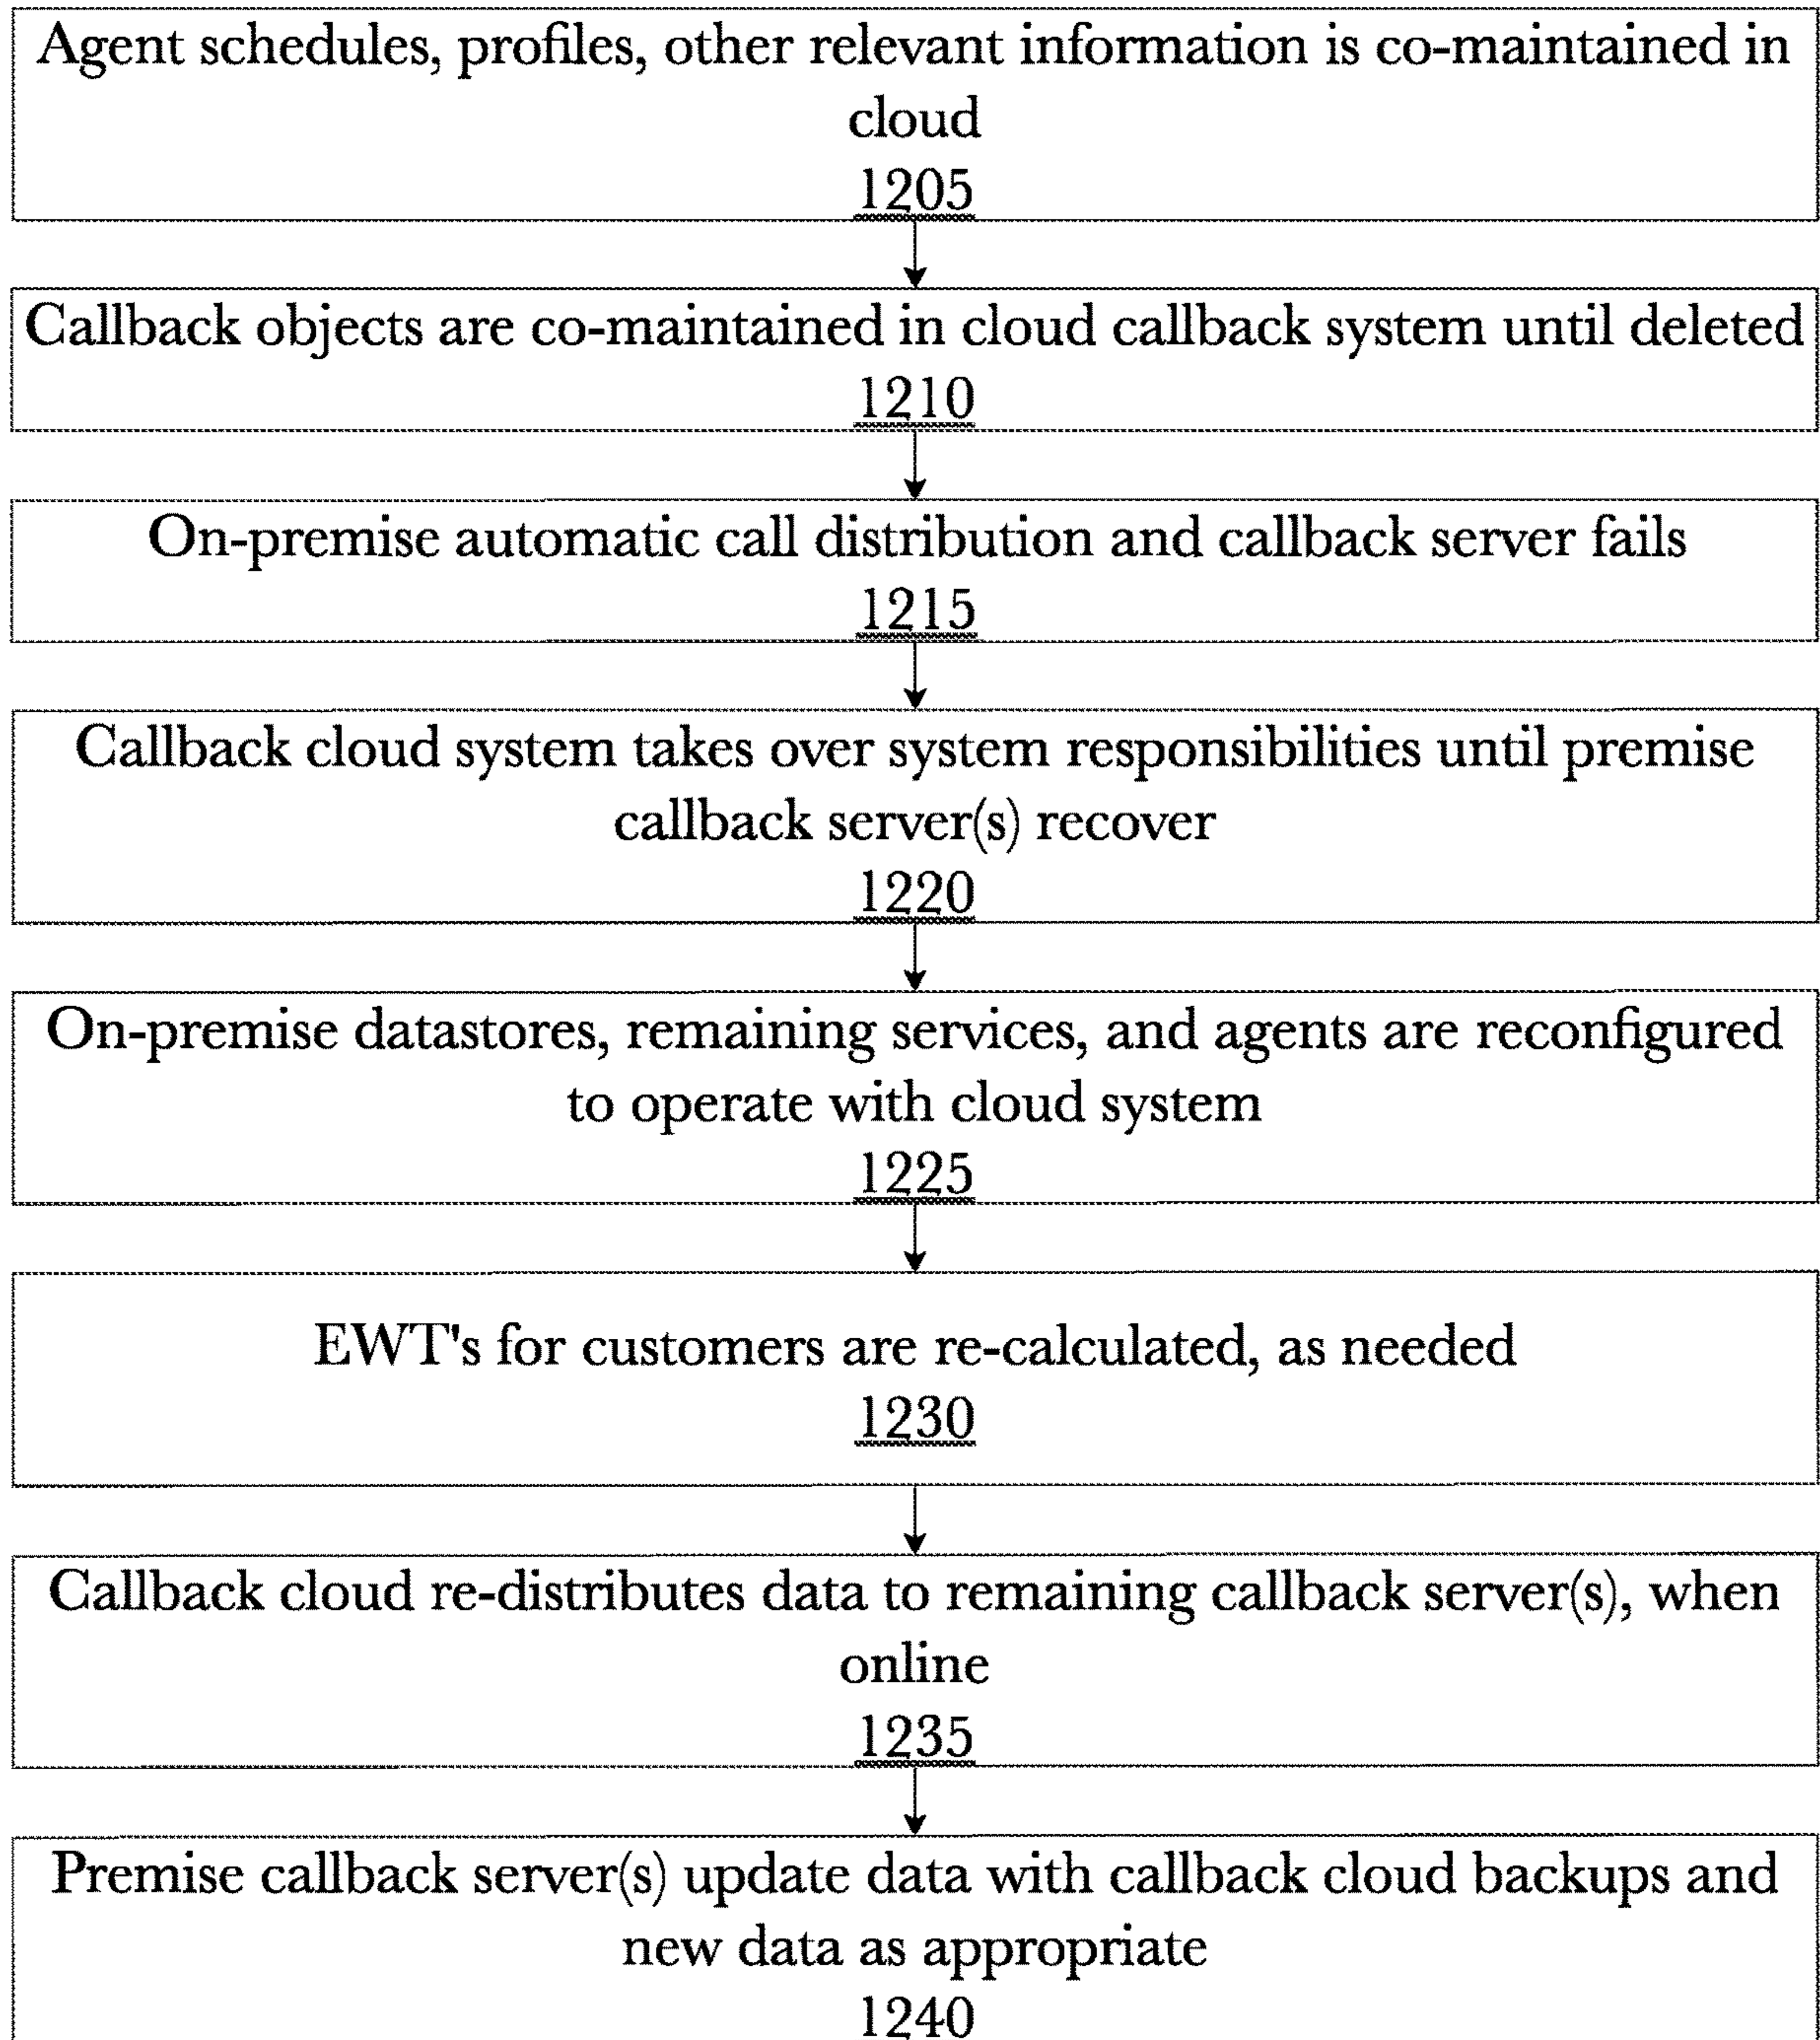 Agent schedules, profiles, other relevant information is co-maintained in
cloud
1205
Callback objects are co-maintained in cloud callback system until deleted
1210
On-premise automatic call distribution and callback server fails
1215
Callback cloud system takes over system responsibilities until premise
callback server(s) recover
1220
On-premise datastores, remaining services, and agents are reconfigured
to operate with cloud system
1225
EWT's for customers are re-calculated, as needed
1230
Callback cloud re-distributes data to remaining callback server(s), when
online
1235
Premise callback server(s) update data with callback cloud backups and
new data as appropriate
1240